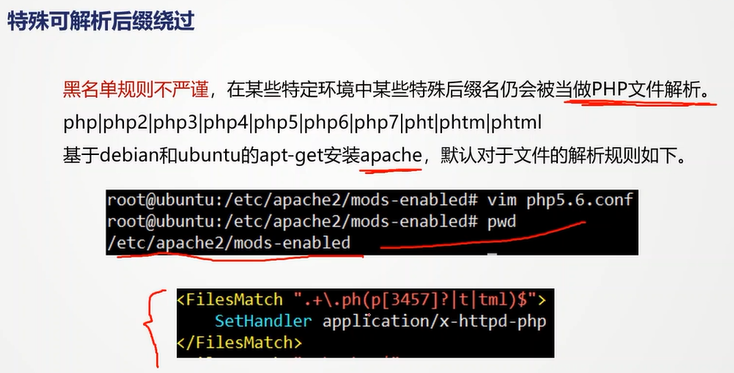 特殊可解析后缀绕过
黑名单规则不严谨，在某些特定环境中某些特殊后缀名仍会被当做PHP文件解析。
php|php2|php3|php4|php5|php6|php7|pht|phtm|phtml
基于debian和ubuntu的apt-get安装apache，默认对于文件的解析规则如下。
root@ubuntu:/etc/apache2/mods-enabled# vim php5.6.conf
root@ubuntu:/etc/apache2/mods-enabled# pwd
/etc/apache2/mods-enabled
<FilesMatch ".+\.ph(p[3457]?|t|tml)$">
    SetHandler application/x-httpd-php
</FilesMatch>